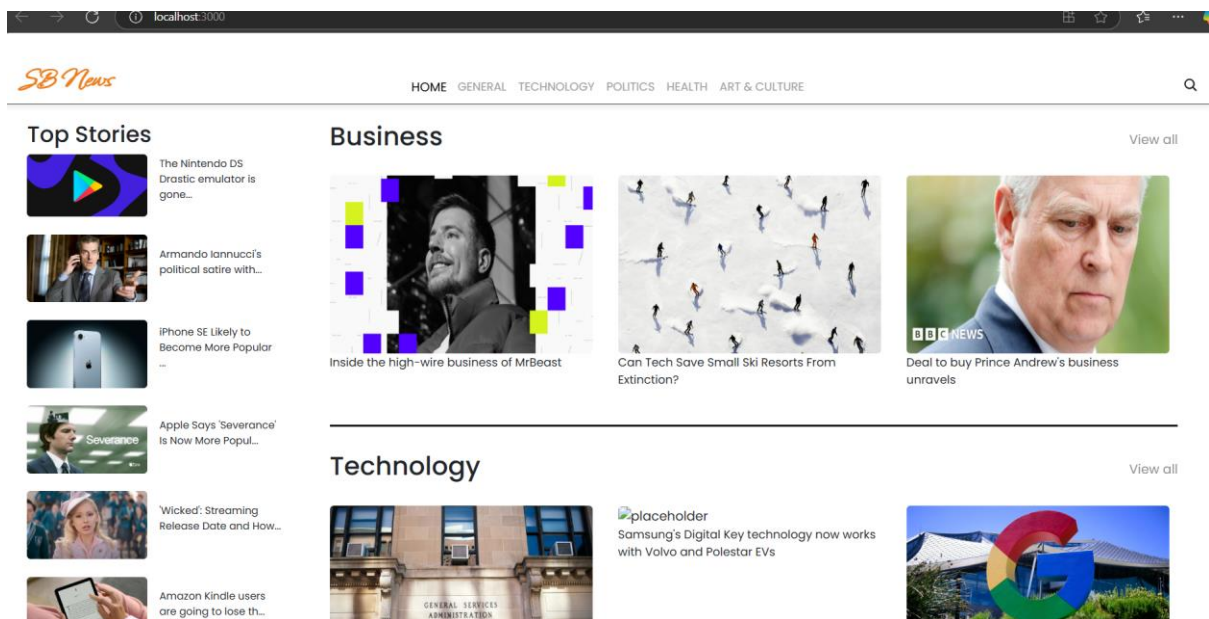 localhost:3000
SB News
HOME GENERAL TECHNOLOGY POLITICS HEALTH ART & CULTURE
Top Stories
The Nintendo DS
Drastic emulator is
gone...
Armando Iannucci's
political satire with...
iPhone SE Likely to
Become More Popular
...
Severance
Apple Says 'Severance'
Is Now More Popul...
'Wicked': Streaming
Release Date and How...
Amazon Kindle users
are going to lose th...
Business
View all
Inside the high-wire business of MrBeast
Can Tech Save Small Ski Resorts From
Extinction?
BBC NEWS
Deal to buy Prince Andrew's business
unravels
Technology
View all
GENERAL SERVICES
ADMINISTRATION
placeholder
Samsung's Digital Key technology now works
with Volvo and Polestar EVs